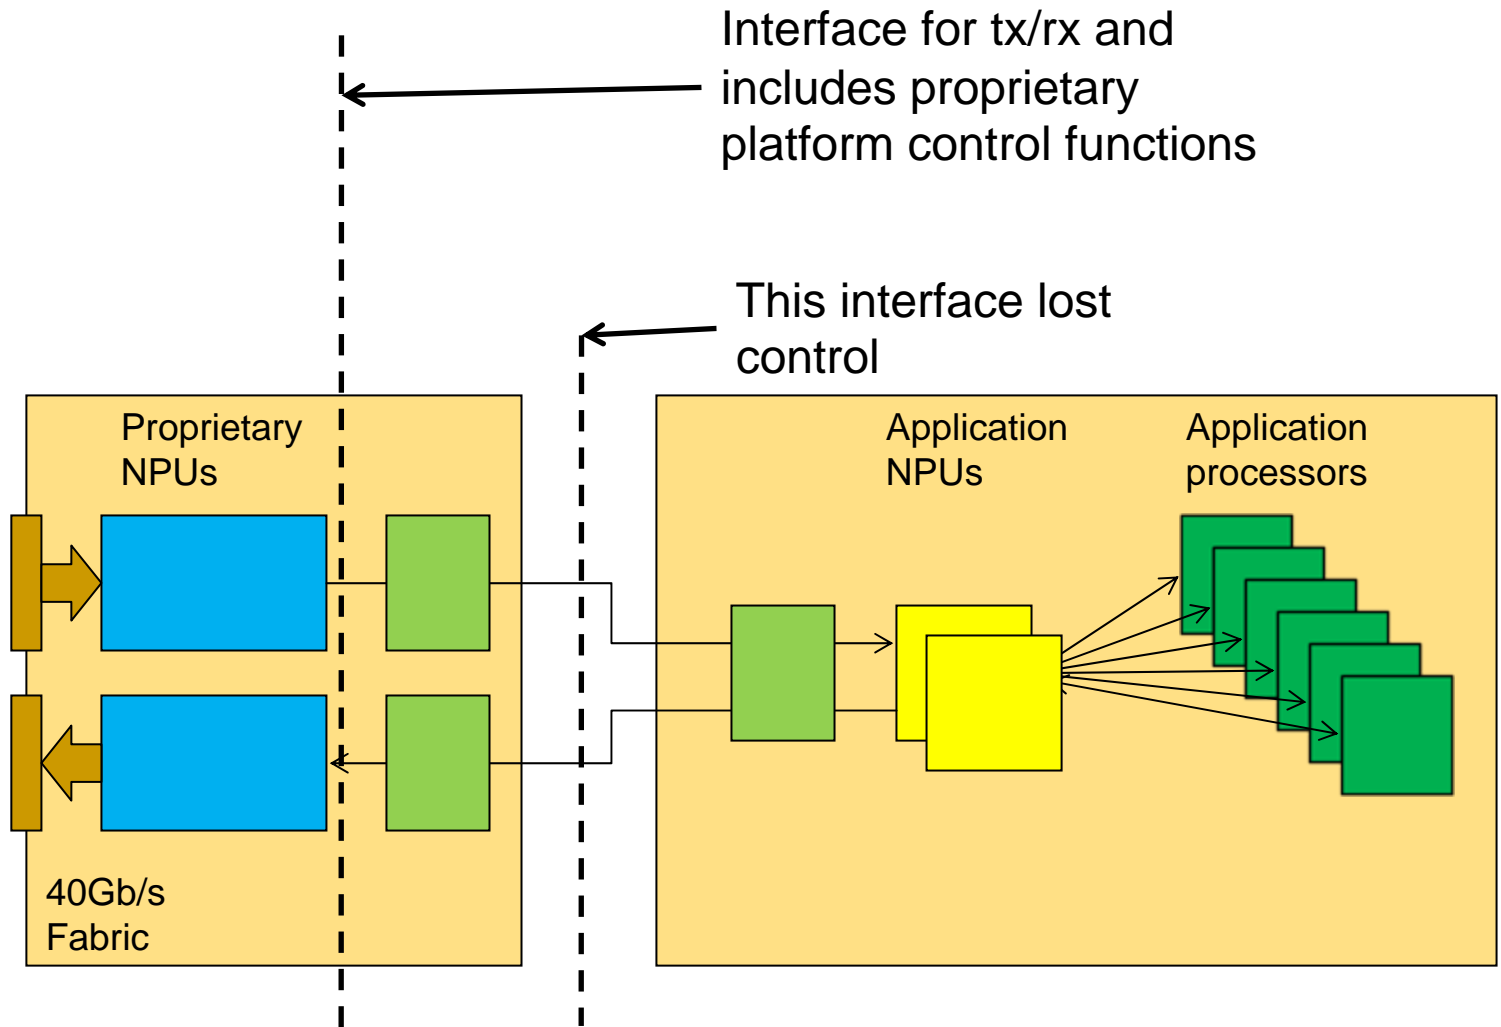 Interface for tx/rx and
includes proprietary
platform control functions
This interface lost
control
Proprietary
NPUs
Application
NPUs
Application
processors
40Gb/s
Fabric